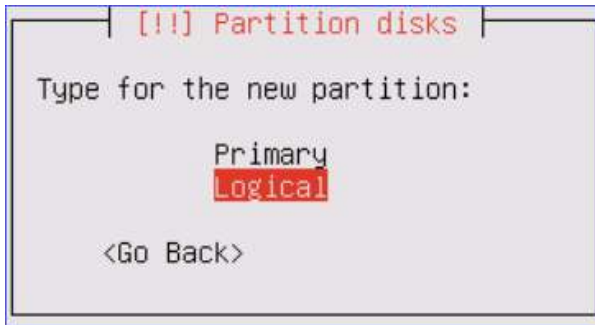 [!!] Partition disks
Type for the new partition:
Primary
Logical
<Go Back>